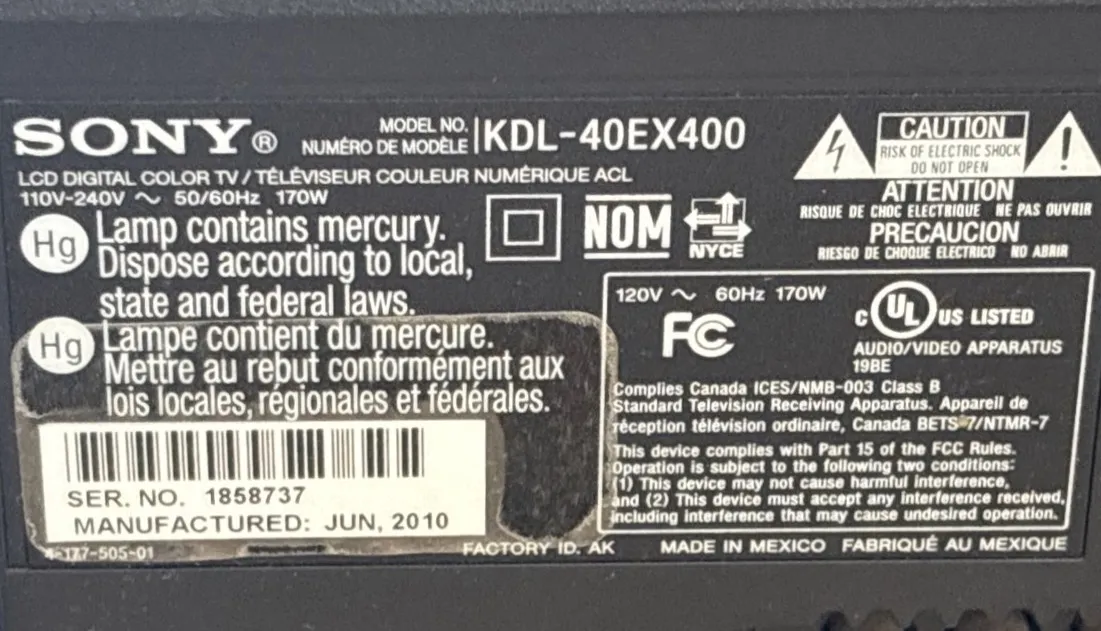 SONY®
MODEL NO.
NUMÉRO DE MODÈLE
KDL-40EX400
LCD DIGITAL COLOR TV / TÉLÉVISEUR COULEUR NUMÉRIQUE ACL
110V-240V ~ 50/60Hz 170W
Hg
Lamp contains mercury.
Dispose according to local,
state and federal laws.
Hg
Lampe contient du mercure.
Mettre au rebut conformément aux
lois locales, régionales et fédérales.
NOM
NYCE
CAUTION
RISK OF ELECTRIC SHOCK
DO NOT OPEN
ATTENTION
RISQUE DE CHOC ELECTRIQUE NE PAS OUVRIR
PRECAUCION
RIESGO DE CHOQUE ELECTRICO NO ABRIR
120V ~ 60Hz 170W
FC
C UL US LISTED
AUDIO/VIDEO APPARATUS
19BE
Complies Canada ICES/NMB-003 Class B
Standard Television Receiving Apparatus. Appareil de
réception télévision ordinaire, Canada BETS-7/NTMR-7
This device complies with Part 15 of the FCC Rules.
Operation is subject to the following two conditions:
(1) This device may not cause harmful interference,
and (2) This device must accept any interference received,
including interference that may cause undesired operation.
SER. NO. 1858737
MANUFACTURED: JUN, 2010
4-177-505-01
FACTORY ID. AK
MADE IN MEXICO FABRIQUÉ AU MEXIQUE